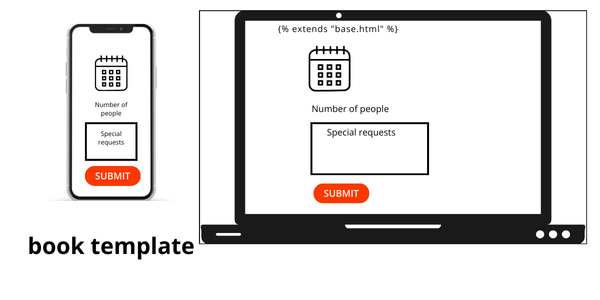 Number of
people
Special
requests
SUBMIT
book template
{% extends "base.html" %}
Number of people
Special requests
SUBMIT